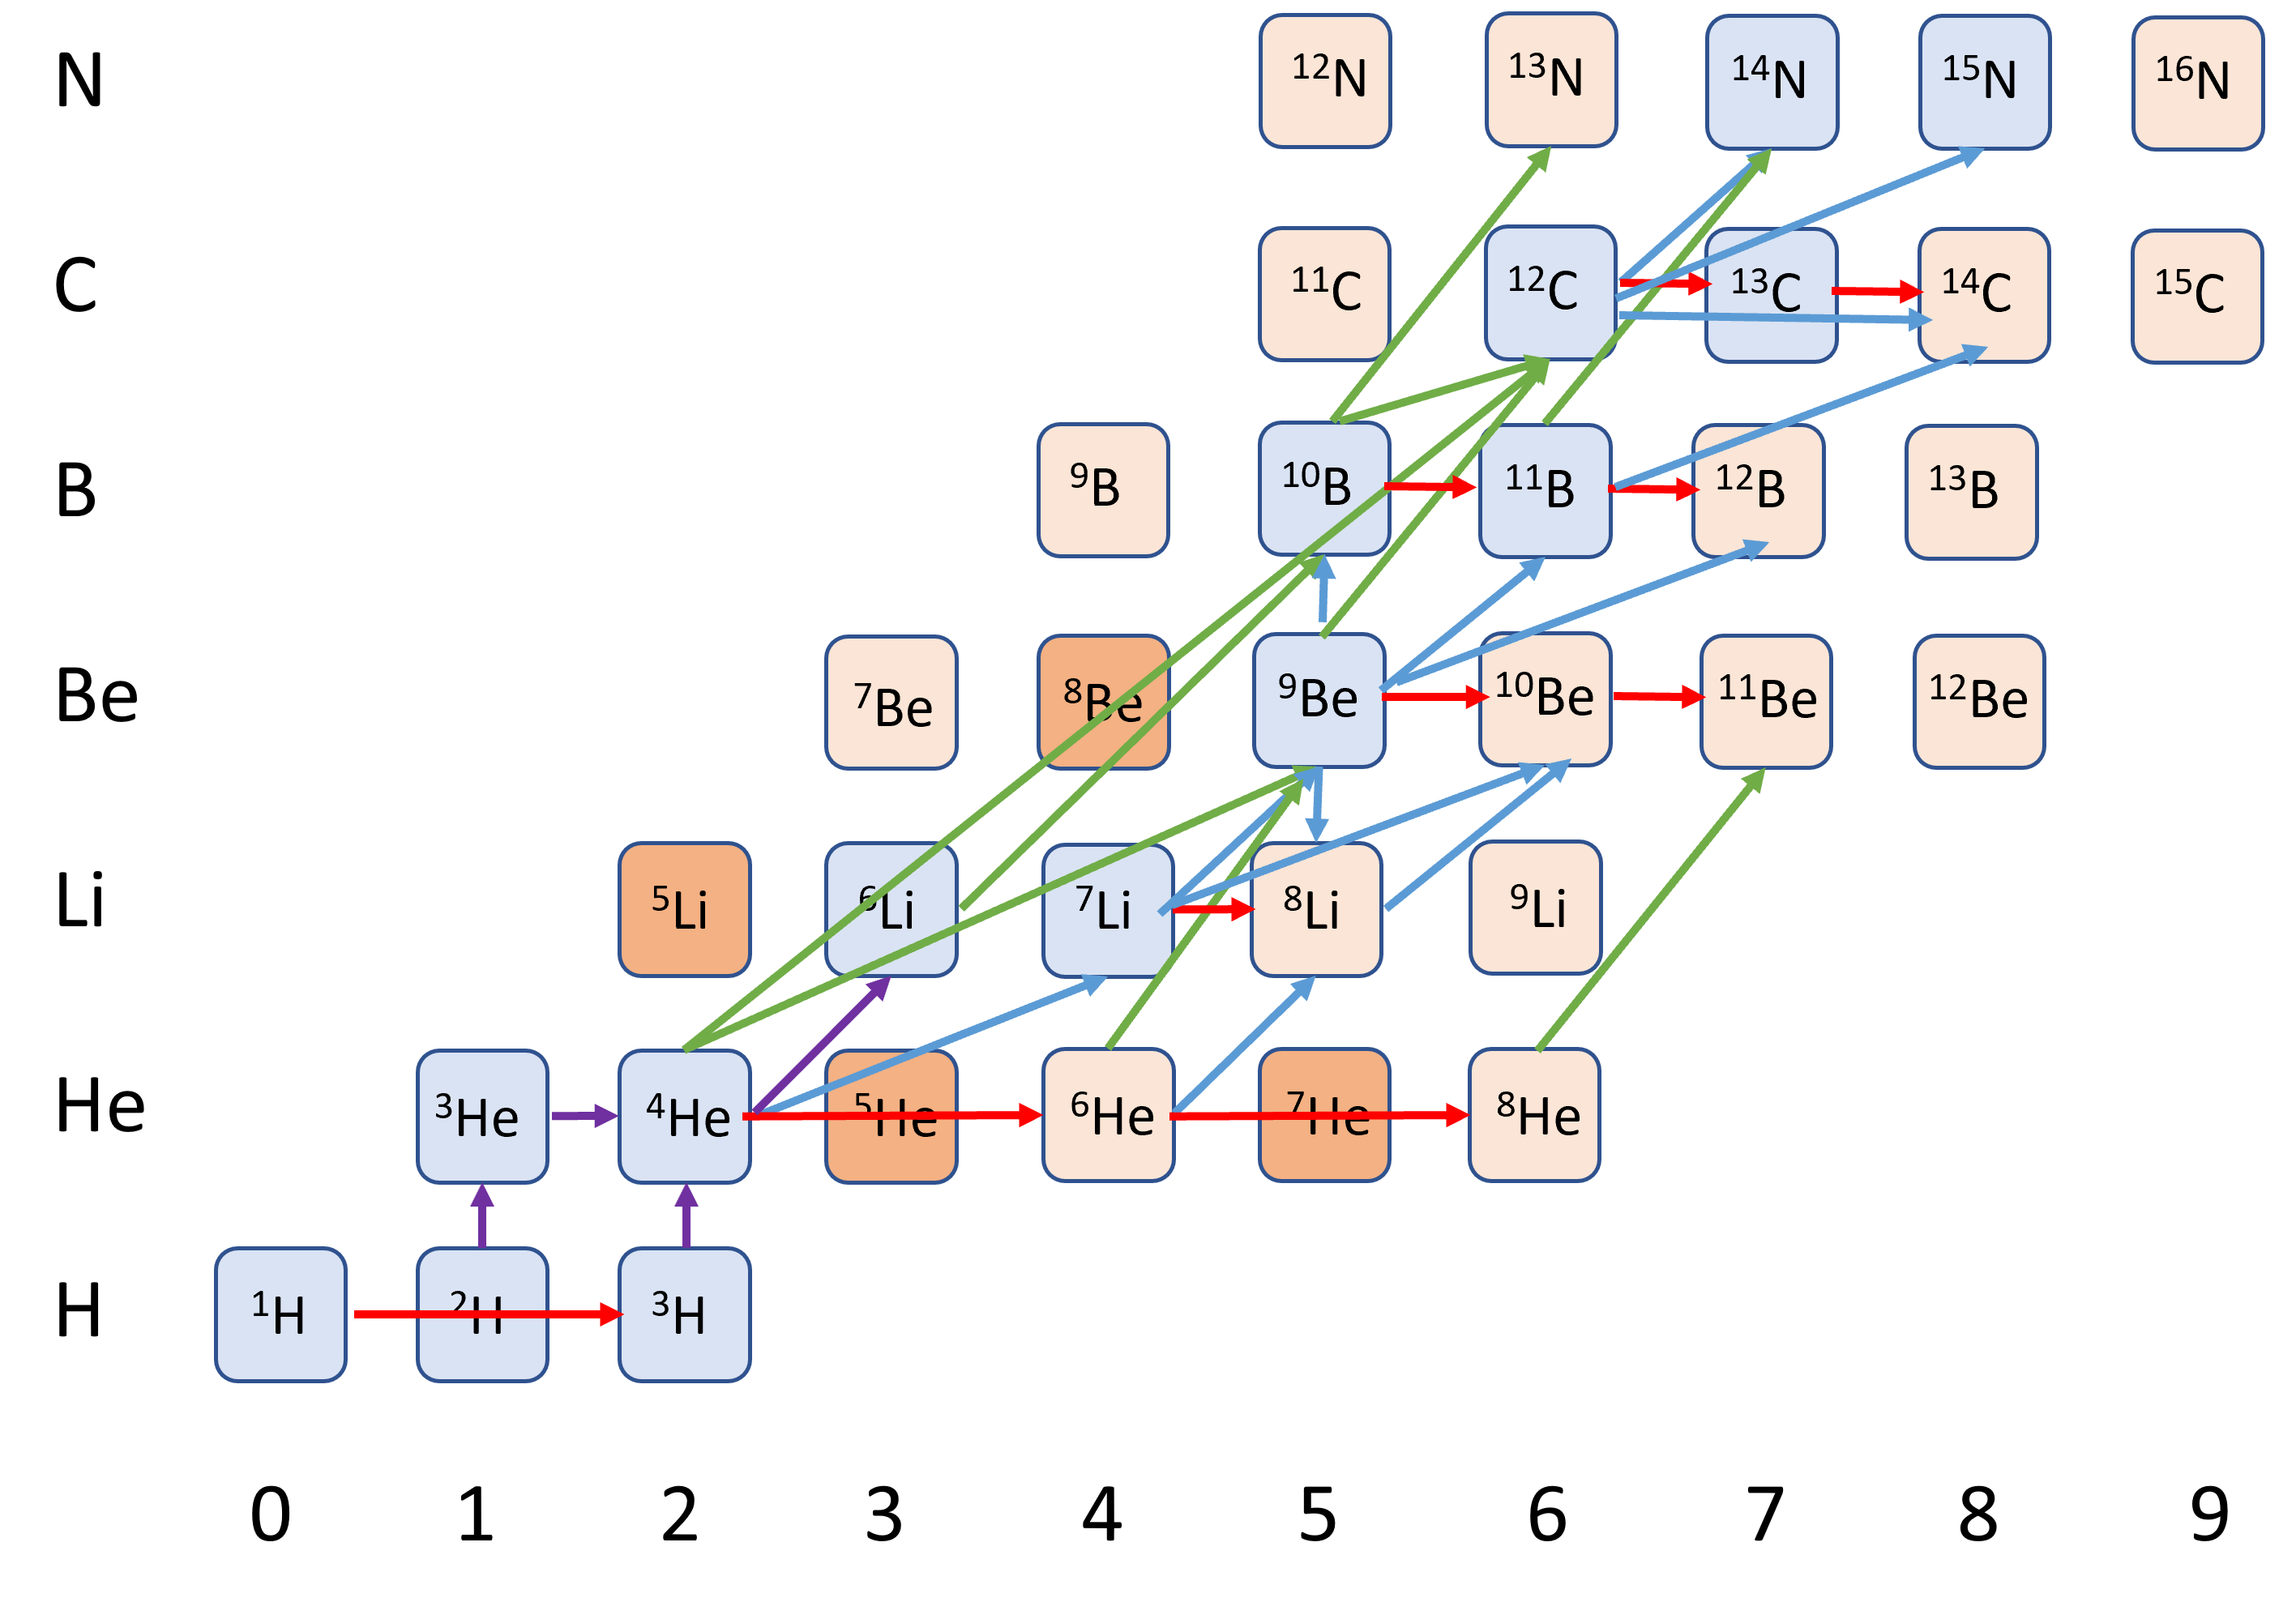 N ¹²N ¹³N ¹⁴N ¹⁵N ¹⁶N
C ¹¹C ¹²C ¹³C ¹⁴C ¹⁵C
B ⁹B ¹⁰B ¹¹B ¹²B ¹³B
Be ⁷Be ⁸Be ⁹Be ¹⁰Be ¹¹Be ¹²Be
Li ⁵Li ⁶Li ⁷Li ⁸Li ⁹Li
He ³He ⁴He ⁵He ⁶He ⁷He ⁸He
H ¹H ²H ³H
0 1 2 3 4 5 6 7 8 9